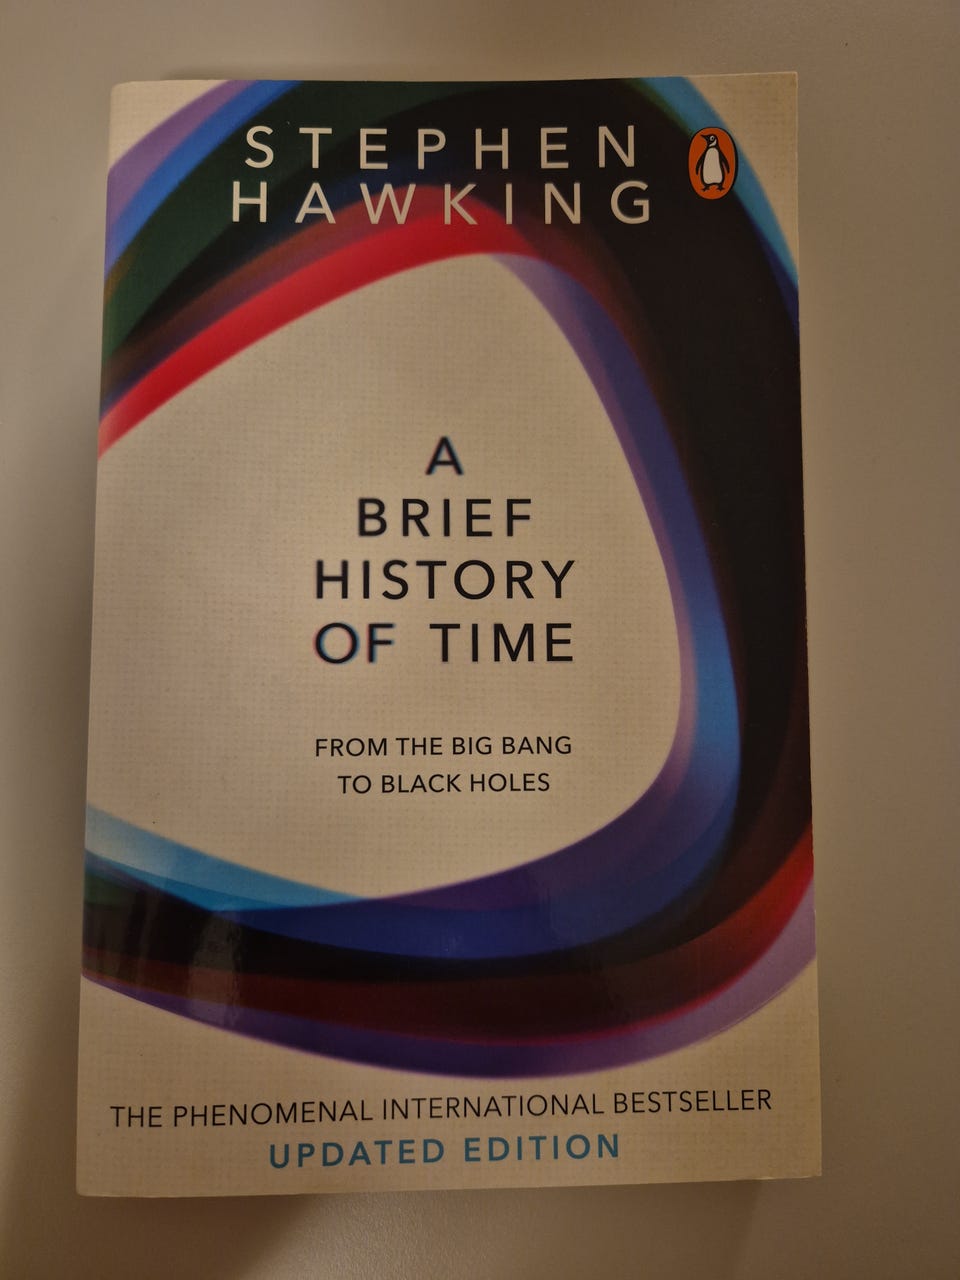 STEPHEN
HAWKING
A
BRIEF
HISTORY
OF TIME
FROM THE BIG BANG
TO BLACK HOLES
THE PHENOMENAL INTERNATIONAL BESTSELLER
UPDATED EDITION